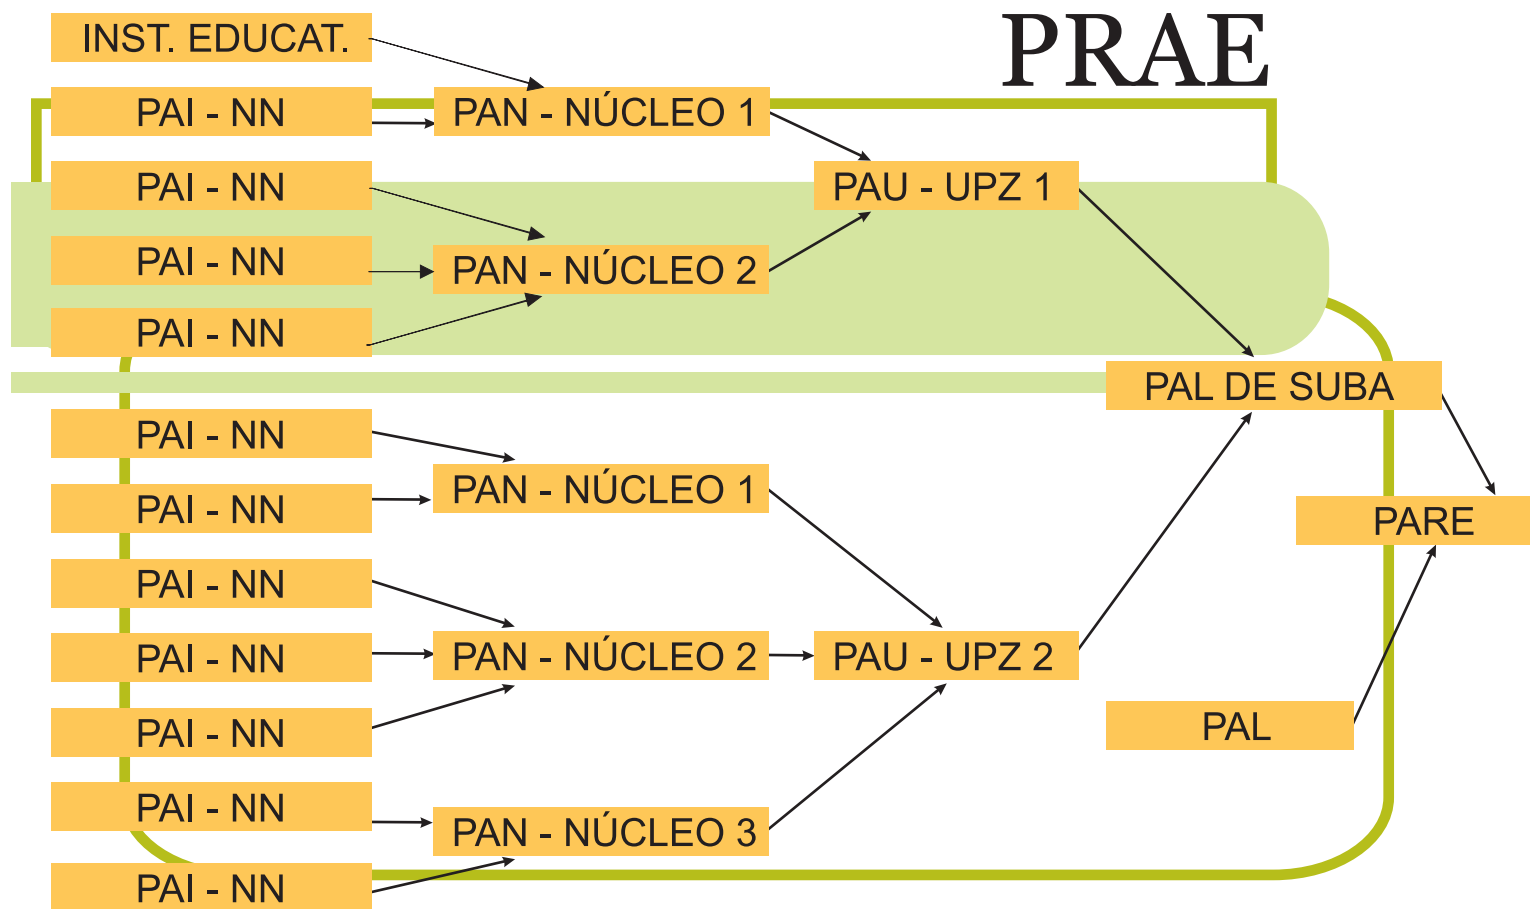 PRAE
INST. EDUCAT.
PAI - NN
PAI - NN
PAI - NN
PAI - NN
PAI - NN
PAI - NN
PAI - NN
PAI - NN
PAI - NN
PAI - NN
PAI - NN
PAN - NÚCLEO 1
PAN - NÚCLEO 2
PAN - NÚCLEO 1
PAN - NÚCLEO 2
PAN - NÚCLEO 3
PAU - UPZ 1
PAU - UPZ 2
PAL DE SUBA
PAL
PARE